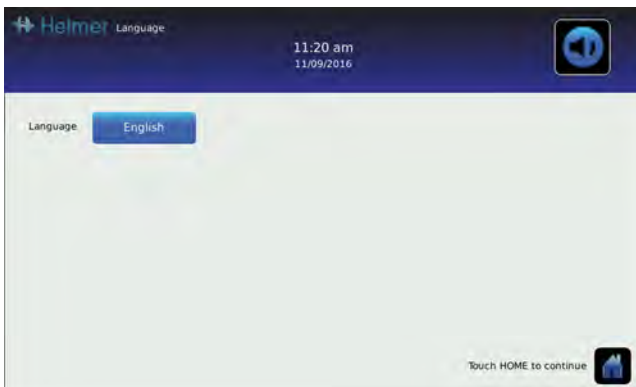 Helmer Language
11:20 am
11/09/2016
Language English
Touch HOME to continue